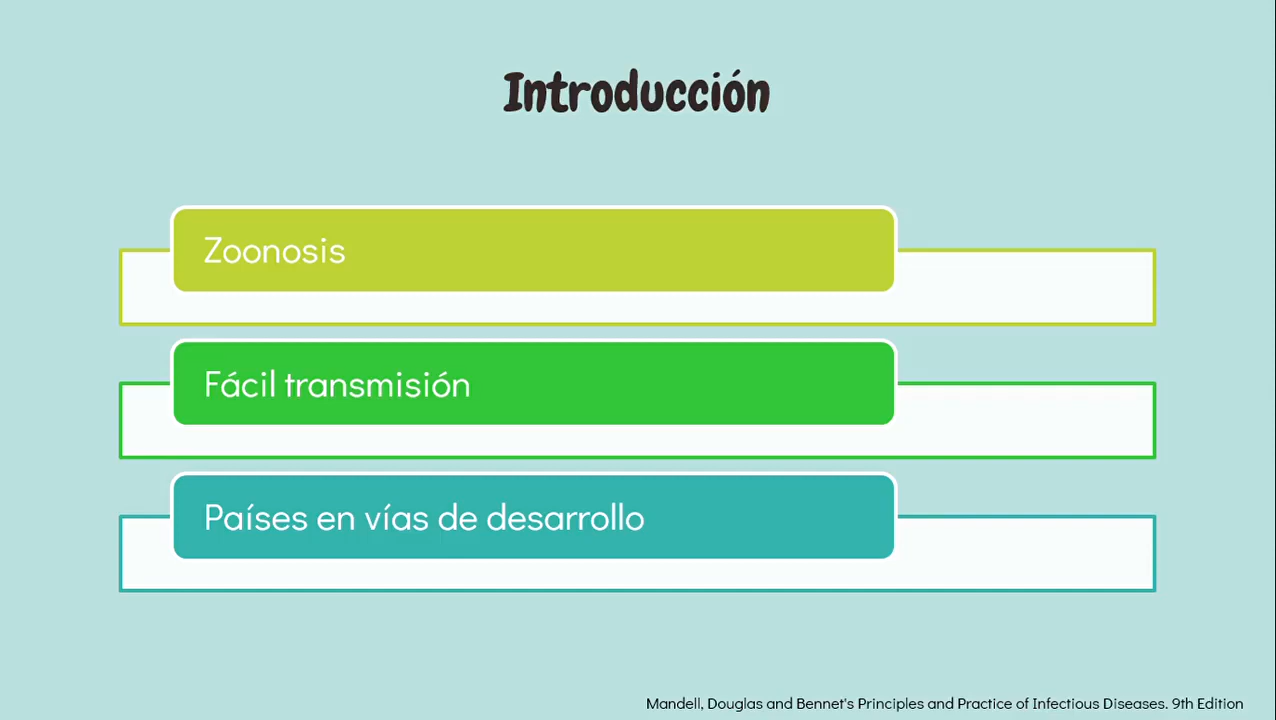 Introducción
Zoonosis
Fácil transmisión
Países en vías de desarrollo
Mandell, Douglas and Bennet's Principles and Practice of Infectious Diseases. 9th Edition